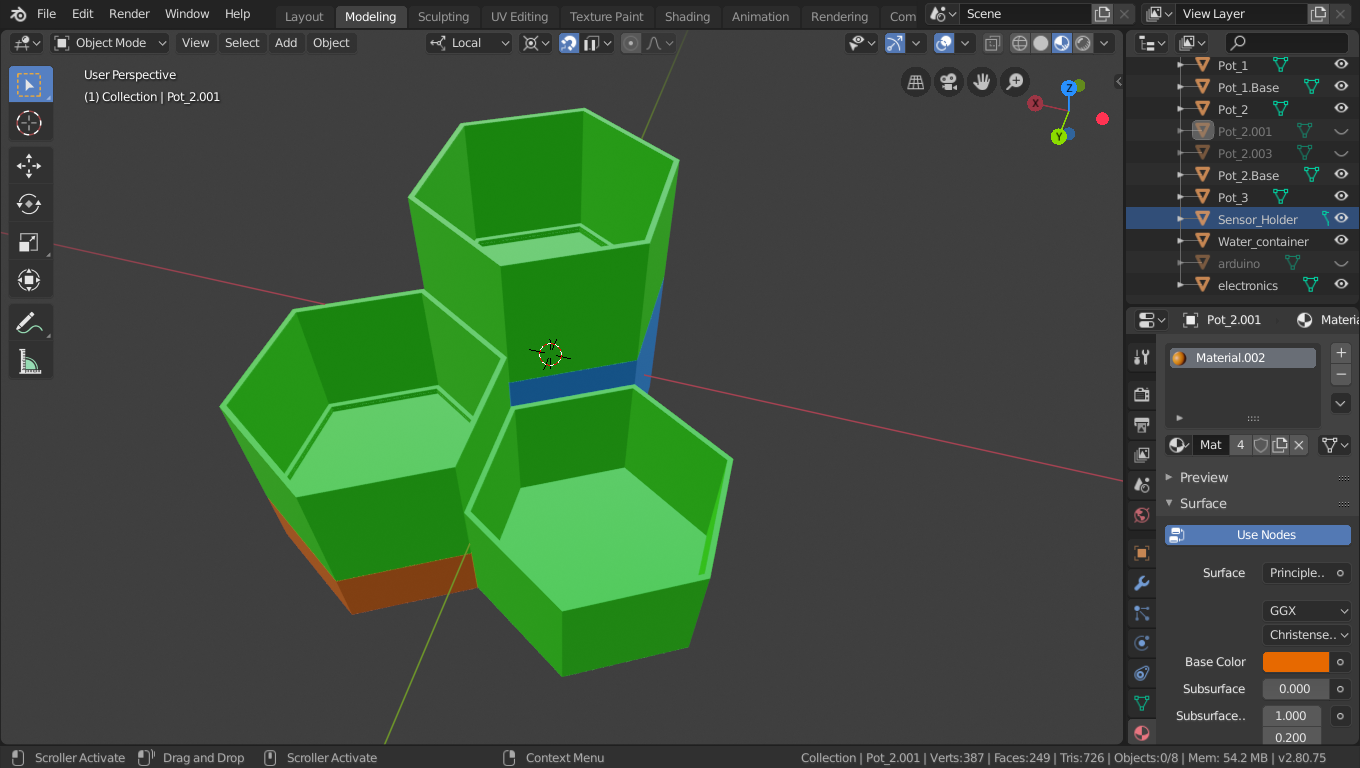 File Edit Render Window Help Layout Modeling Sculpting UV Editing Texture Paint Shading Animation Rendering Com Scene View Layer
Object Mode View Select Add Object Local
User Perspective
(1) Collection | Pot_2.001
X
Y
Z
Pot_1
Pot_1.Base
Pot_2
Pot_2.001
Pot_2.003
Pot_2.Base
Pot_3
Sensor_Holder
Water_container
arduino
electronics
Pot_2.001 Materia
Material.002
Mat 4
Preview
Surface
Use Nodes
Surface Principle..
GGX
Christense..
Base Color
Subsurface 0.000
Subsurface.. 1.000
0.200
Scroller Activate Drag and Drop Scroller Activate Context Menu Collection | Pot_2.001 | Verts:387 | Faces:249 | Tris:726 | Objects:0/8 | Mem: 54.2 MB | v2.80.75